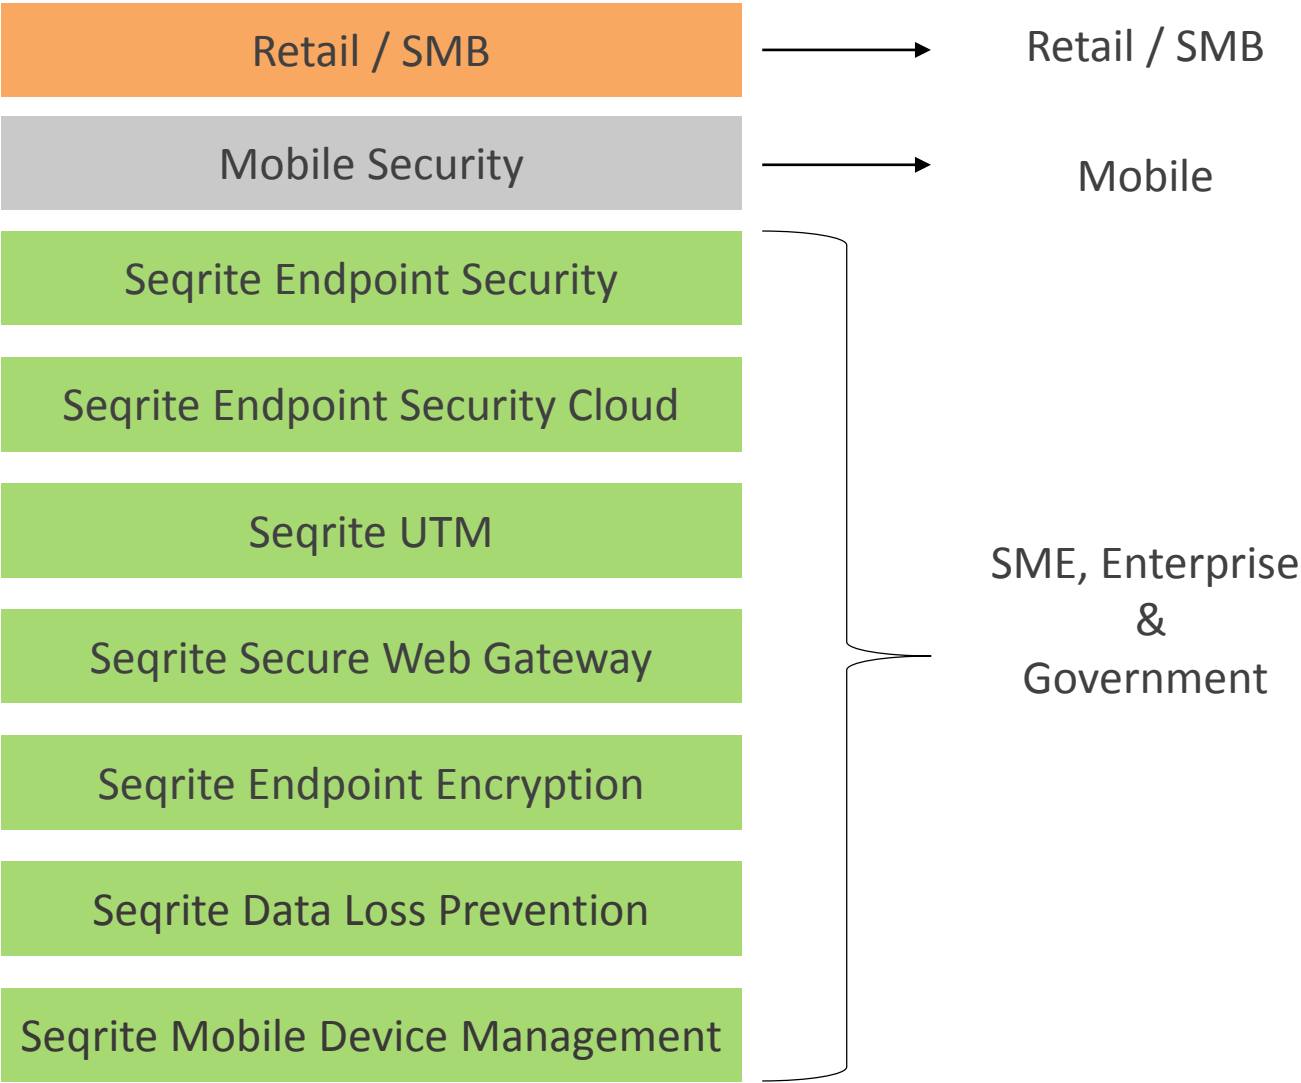 Retail / SMB
Retail / SMB
Mobile Security
Mobile
Seqrite Endpoint Security
Seqrite Endpoint Security Cloud
Seqrite UTM
Seqrite Secure Web Gateway
Seqrite Endpoint Encryption
Seqrite Data Loss Prevention
Seqrite Mobile Device Management
SME, Enterprise
&
Government